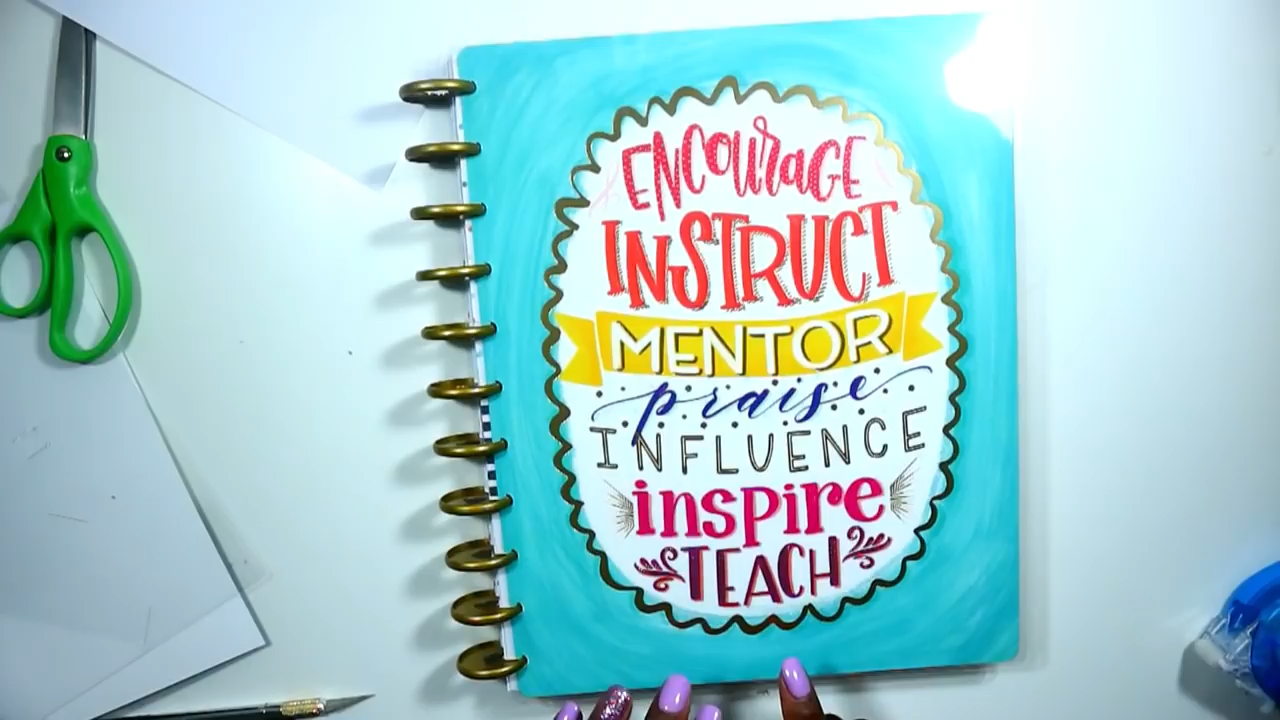 ENCOURAGE
INSTRUCT
MENTOR
praise
INFLUENCE
inspire
TEACH